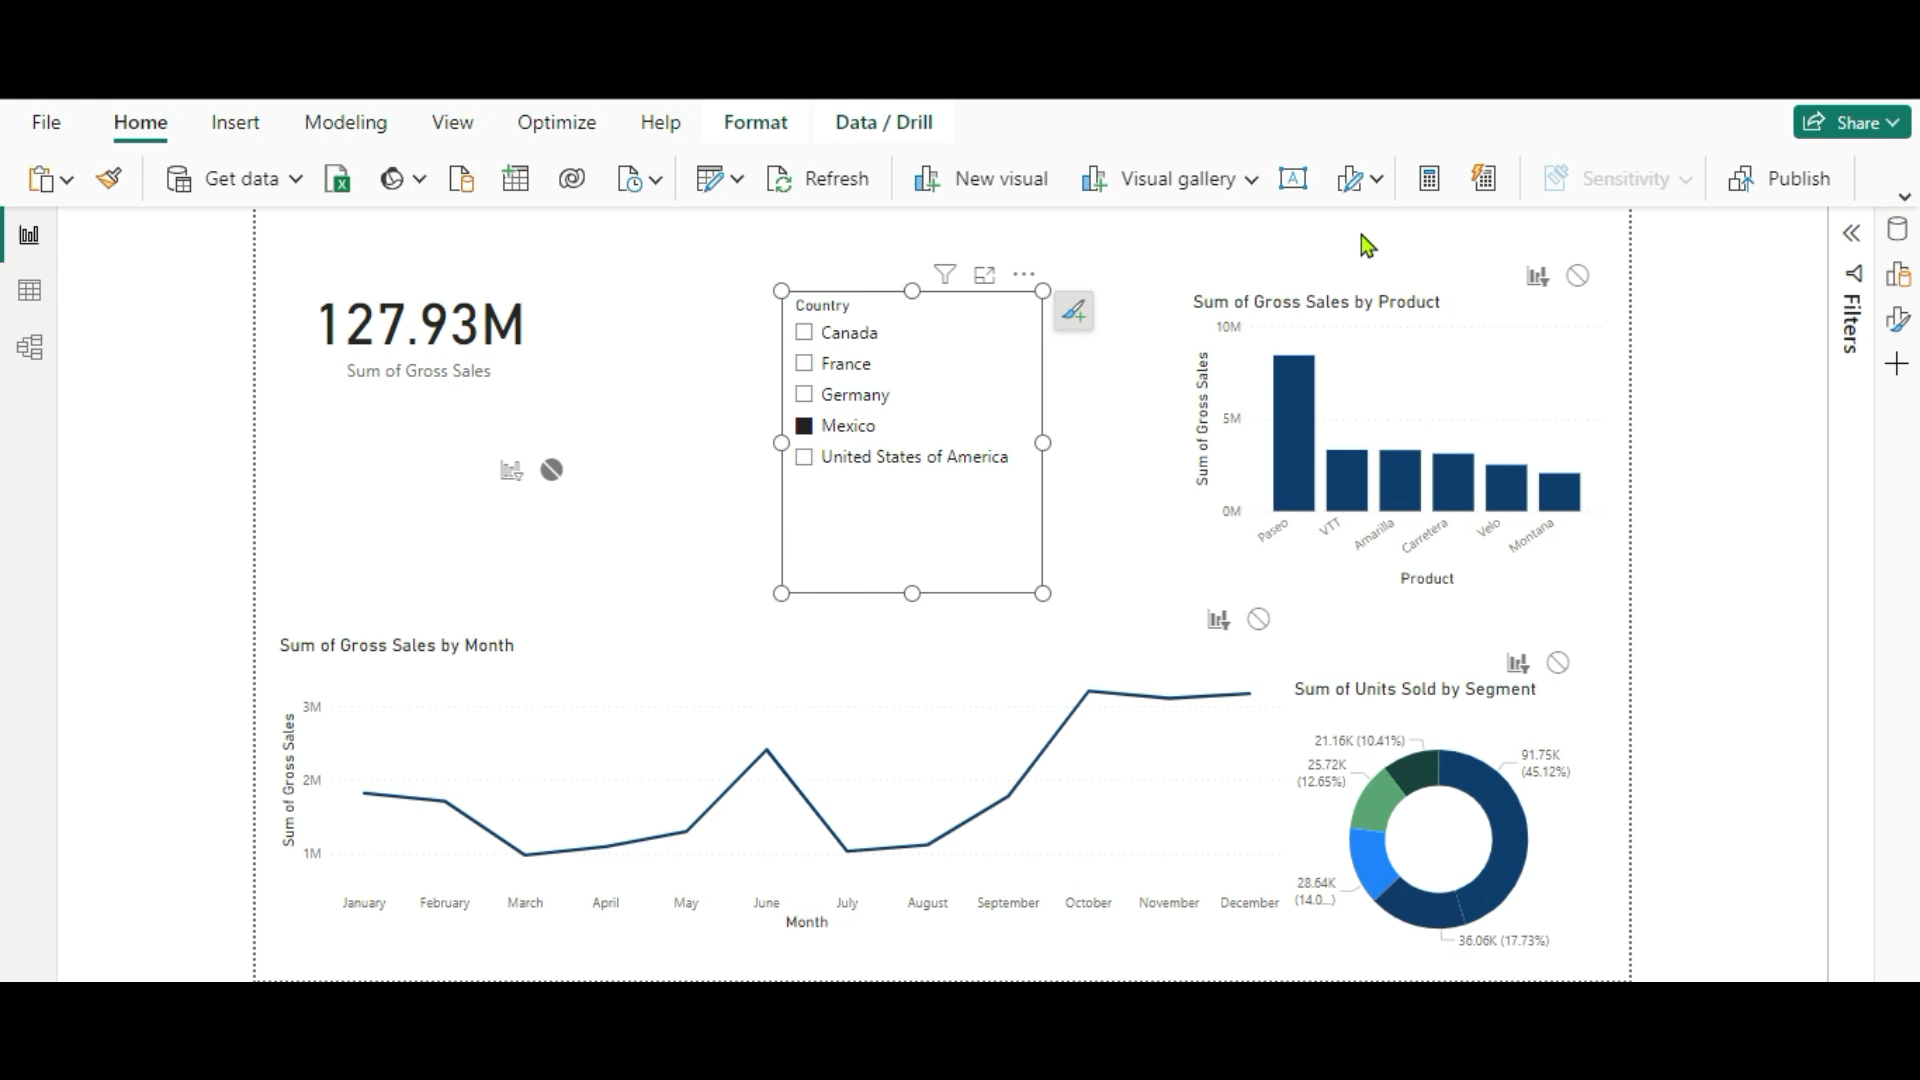 File Home Insert Modeling View Optimize Help Format Data / Drill Share
Get data Refresh New visual Visual gallery Sensitivity Publish
Filters
127.93M
Sum of Gross Sales
Country
Canada
France
Germany
Mexico
United States of America
Sum of Gross Sales by Product
Sum of Gross Sales
10M
5M
0M
Paseo VTT Amarilla Carretera Velo Montana
Product
Sum of Gross Sales by Month
Sum of Gross Sales
3M
2M
1M
January February March April May June July August September October November December
Month
Sum of Units Sold by Segment
21.16K (10.41%)
91.75K
(45.12%)
25.72K
(12.65%)
28.64K
(14.0...)
36.06K (17.73%)